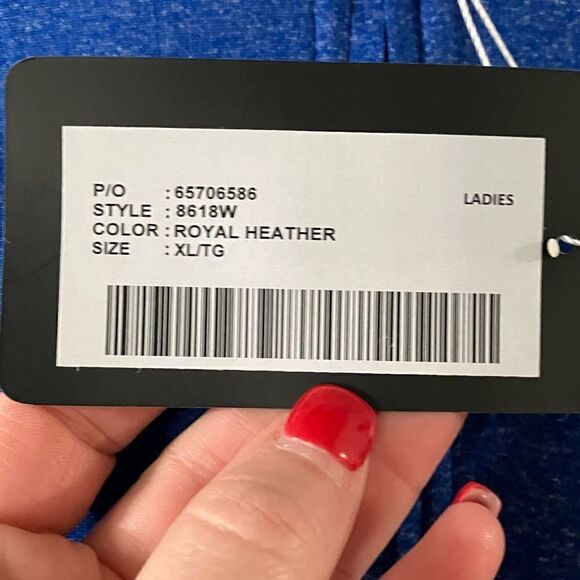 P/O : 65706586
LADIES
STYLE : 8618W
COLOR : ROYAL HEATHER
SIZE : XL/TG